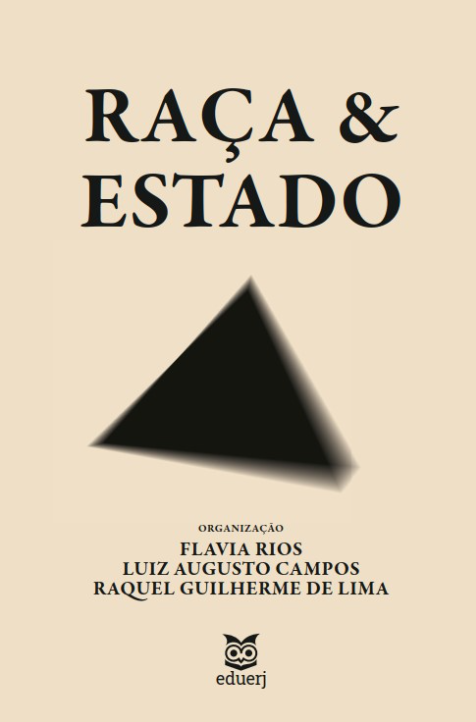 RAÇA &
ESTADO
ORGANIZAÇÃO
FLAVIA RIOS
LUIZ AUGUSTO CAMPOS
RAQUEL GUILHERME DE LIMA
eduerj